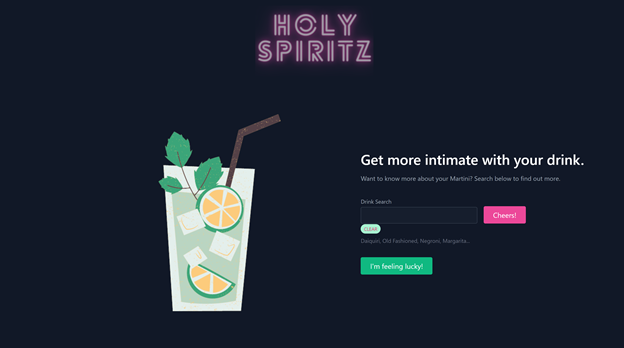 HOLY
SPIRITZ
Get more intimate with your drink.
Want to know more about your Martini? Search below to find out more.
Drink Search
Cheers!
CLEAR
Daiquiri, Old Fashioned, Negroni, Margarita...
I'm feeling lucky!